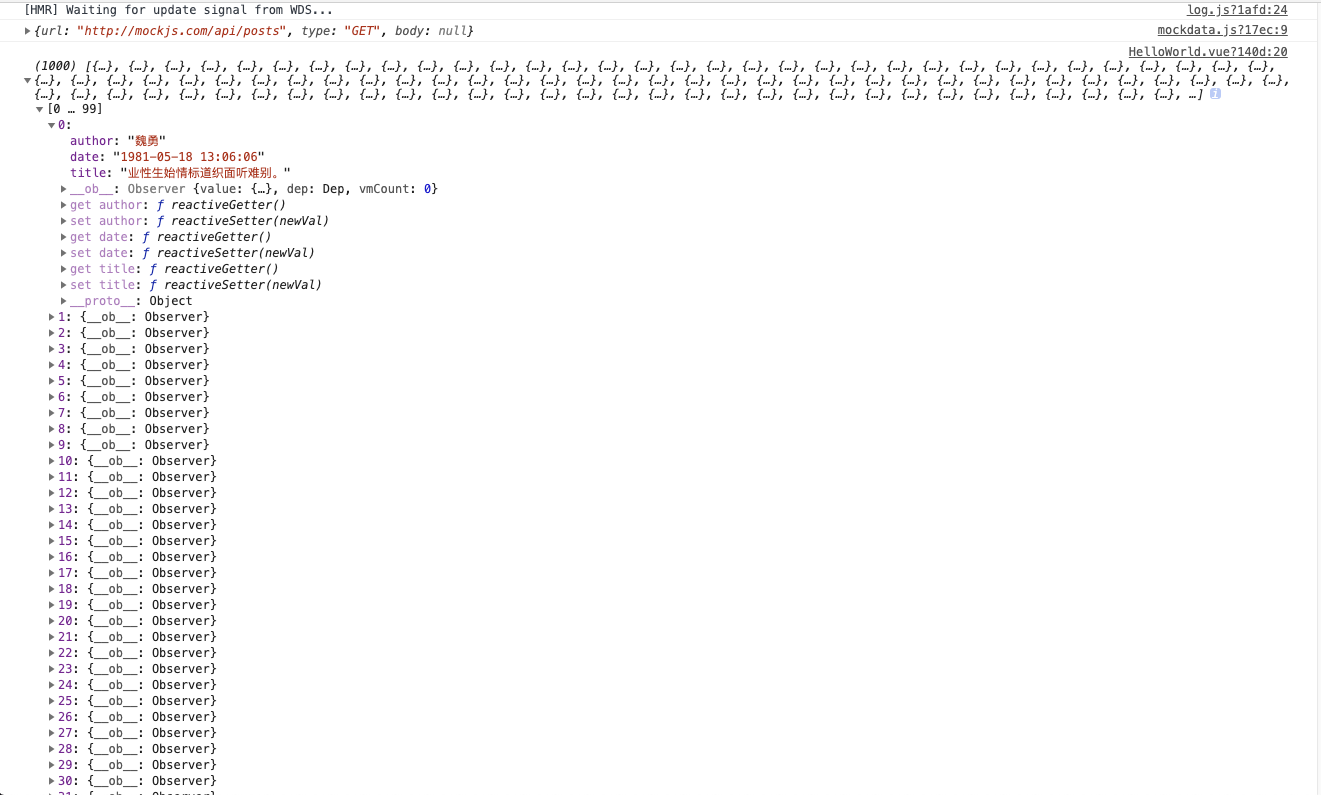 [HMR] Waiting for update signal from WDS... log.js?1afd:24
{url: "http://mockjs.com/api/posts", type: "GET", body: null} mockdata.js?17ec:9
HelloWorld.vue?140d:20
(1000) [{…}, {…}, {…}, {…}, {…}, {…}, {…}, {…}, {…}, {…}, {…}, {…}, {…}, {…}, {…}, {…}, {…}, {…}, {…}, {…}, {…}, {…}, {…}, {…}, {…}, {…}, {…}, {…}, {…}, {…}, {…}, {…}, {…},
{…}, {…}, {…}, {…}, {…}, {…}, {…}, {…}, {…}, {…}, {…}, {…}, {…}, {…}, {…}, {…}, {…}, {…}, {…}, {…}, {…}, {…}, {…}, {…}, {…}, {…}, {…}, {…}, {…}, {…}, {…}, {…}, {…}, {…}, {…},
{…}, {…}, {…}, {…}, {…}, {…}, {…}, {…}, {…}, {…}, {…}, {…}, {…}, {…}, {…}, {…}, {…}, {…}, {…}, {…}, {…}, {…}, {…}, {…}, {…}, {…}, {…}, {…}, {…}, {…}, {…}, {…}, …] i
[0 … 99]
0:
author: "魏勇"
date: "1981-05-18 13:06:06"
title: "业性生始情标道织面听难别。"
__ob__: Observer {value: {…}, dep: Dep, vmCount: 0}
get author: ƒ reactiveGetter()
set author: ƒ reactiveSetter(newVal)
get date: ƒ reactiveGetter()
set date: ƒ reactiveSetter(newVal)
get title: ƒ reactiveGetter()
set title: ƒ reactiveSetter(newVal)
__proto__: Object
1: {__ob__: Observer}
2: {__ob__: Observer}
3: {__ob__: Observer}
4: {__ob__: Observer}
5: {__ob__: Observer}
6: {__ob__: Observer}
7: {__ob__: Observer}
8: {__ob__: Observer}
9: {__ob__: Observer}
10: {__ob__: Observer}
11: {__ob__: Observer}
12: {__ob__: Observer}
13: {__ob__: Observer}
14: {__ob__: Observer}
15: {__ob__: Observer}
16: {__ob__: Observer}
17: {__ob__: Observer}
18: {__ob__: Observer}
19: {__ob__: Observer}
20: {__ob__: Observer}
21: {__ob__: Observer}
22: {__ob__: Observer}
23: {__ob__: Observer}
24: {__ob__: Observer}
25: {__ob__: Observer}
26: {__ob__: Observer}
27: {__ob__: Observer}
28: {__ob__: Observer}
29: {__ob__: Observer}
30: {__ob__: Observer}